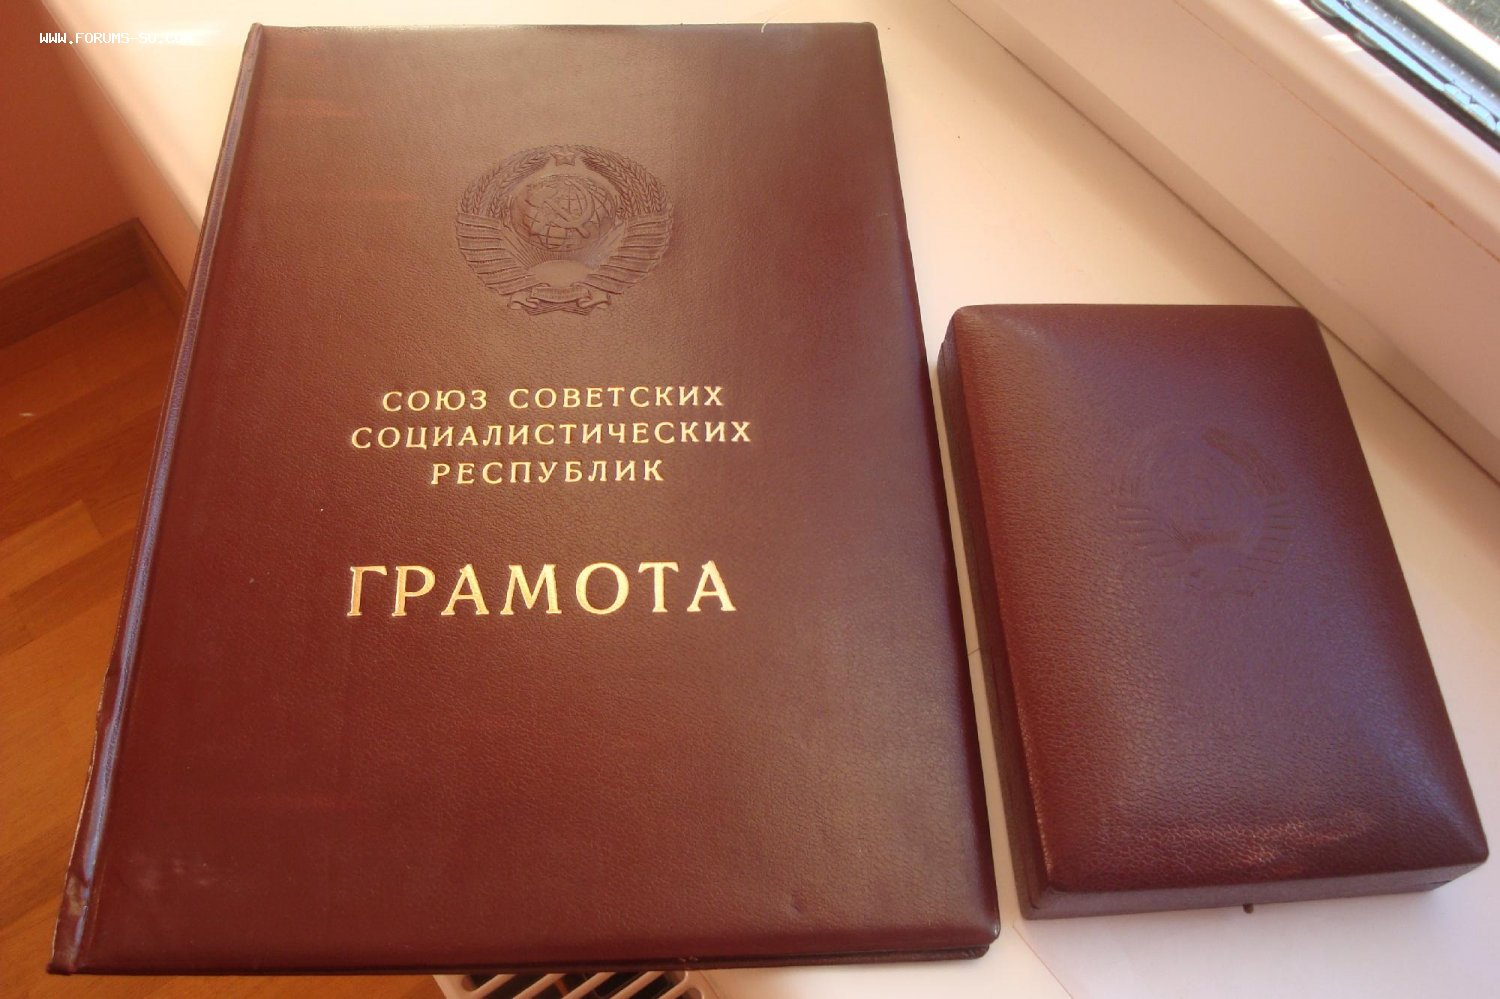 WWW.FORUMS-SU.COM
СОЮЗ СОВЕТСКИХ
СОЦИАЛИСТИЧЕСКИХ
РЕСПУБЛИК
ГРАМОТА